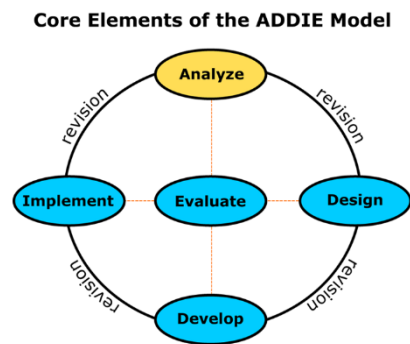 Core Elements of the ADDIE Model
Analyze
revision
revision
Implement
Evaluate
Design
revision
revision
Develop